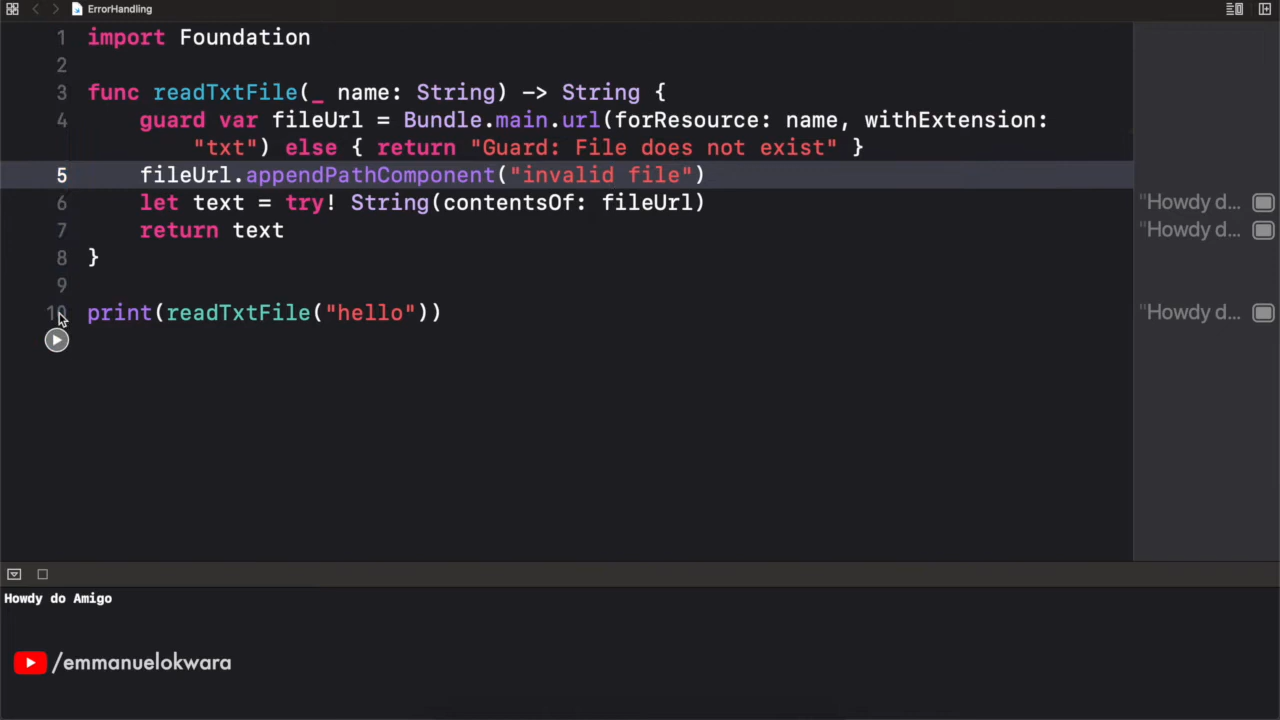 ErrorHandling
1 import Foundation
2
3 func readTxtFile(_ name: String) -> String {
4 guard var fileUrl = Bundle.main.url(forResource: name, withExtension:
"txt") else { return "Guard: File does not exist" }
5 fileUrl.appendPathComponent("invalid file")
6 let text = try! String(contentsOf: fileUrl)
"Howdy d...
7 return text
"Howdy d...
8 }
9
10 print(readTxtFile("hello"))
"Howdy d...
Howdy do Amigo
/emmanuelokwara